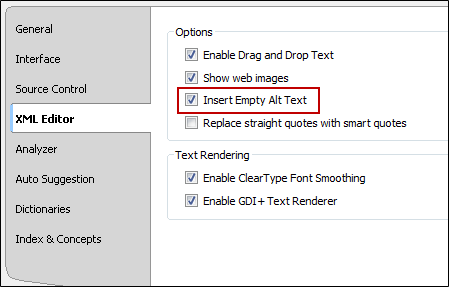 General
Interface
Source Control
XML Editor
Analyzer
Auto Suggestion
Dictionaries
Index & Concepts
Options
Enable Drag and Drop Text
Show web images
Insert Empty Alt Text
Replace straight quotes with smart quotes
Text Rendering
Enable ClearType Font Smoothing
Enable GDI+ Text Renderer